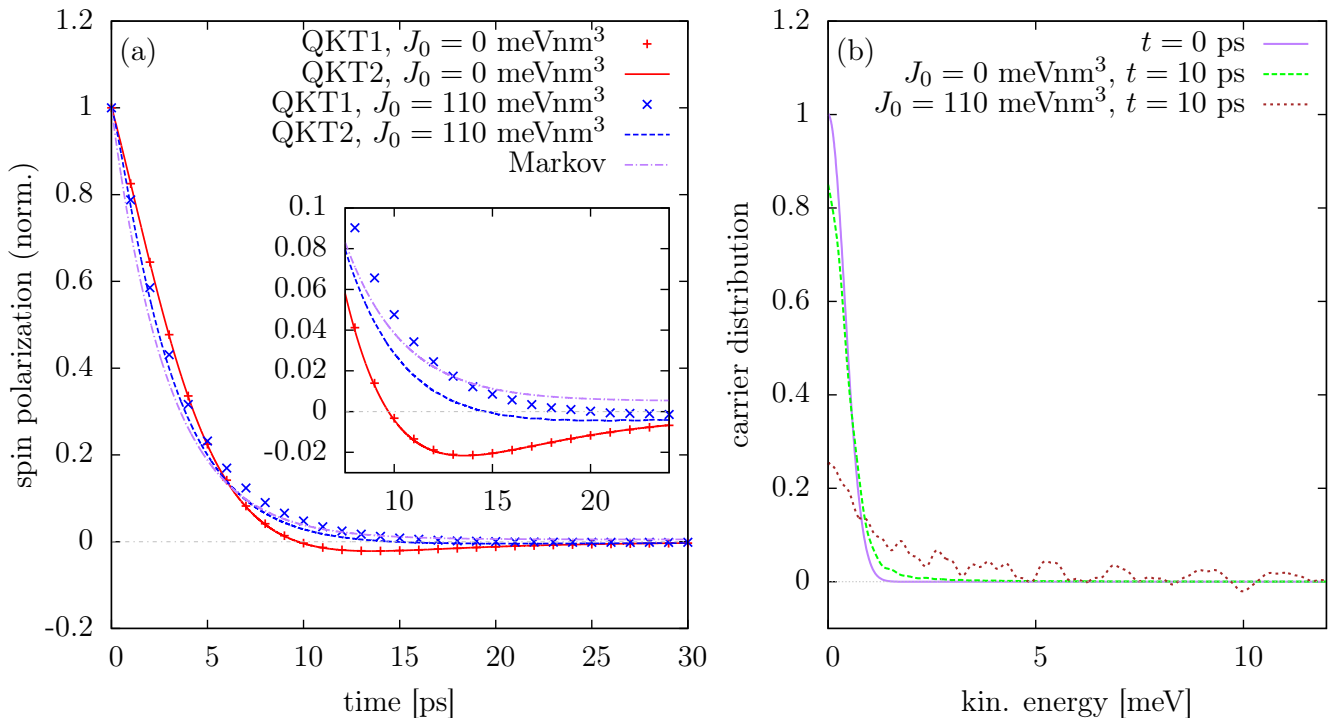 (a)
QKT1, J₀ = 0 meVnm³
QKT2, J₀ = 0 meVnm³
QKT1, J₀ = 110 meVnm³
QKT2, J₀ = 110 meVnm³
Markov
spin polarization (norm.)
1.2
1
0.8
0.6
0.4
0.2
0
-0.2
0 5 10 15 20 25 30
time [ps]
0.1
0.08
0.06
0.04
0.02
0
-0.02
10 15 20
(b)
t = 0 ps
J₀ = 0 meVnm³, t = 10 ps
J₀ = 110 meVnm³, t = 10 ps
carrier distribution
1.2
1
0.8
0.6
0.4
0.2
0
0 5 10
kin. energy [meV]